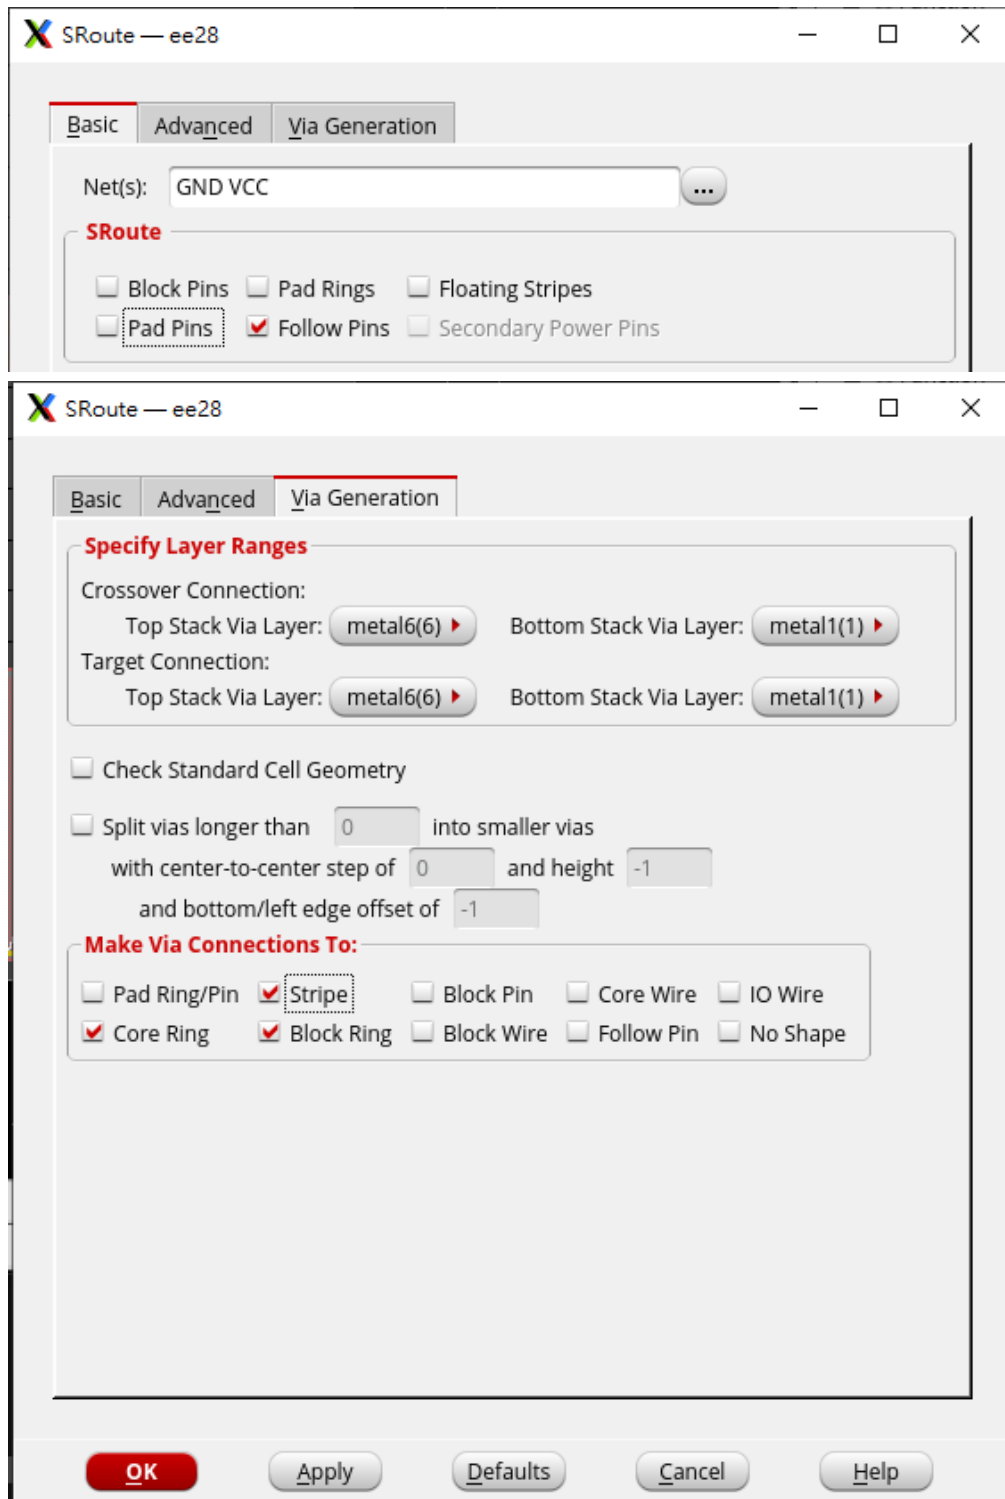 SRoute — ee28
Basic Advanced Via Generation
Net(s): GND VCC ...
SRoute
Block Pins Pad Rings Floating Stripes
Pad Pins Follow Pins Secondary Power Pins
SRoute — ee28
Basic Advanced Via Generation
Specify Layer Ranges
Crossover Connection:
Top Stack Via Layer: metal6(6) Bottom Stack Via Layer: metal1(1)
Target Connection:
Top Stack Via Layer: metal6(6) Bottom Stack Via Layer: metal1(1)
Check Standard Cell Geometry
Split vias longer than 0 into smaller vias
with center-to-center step of 0 and height -1
and bottom/left edge offset of -1
Make Via Connections To:
Pad Ring/Pin Stripe Block Pin Core Wire IO Wire
Core Ring Block Ring Block Wire Follow Pin No Shape
OK Apply Defaults Cancel Help